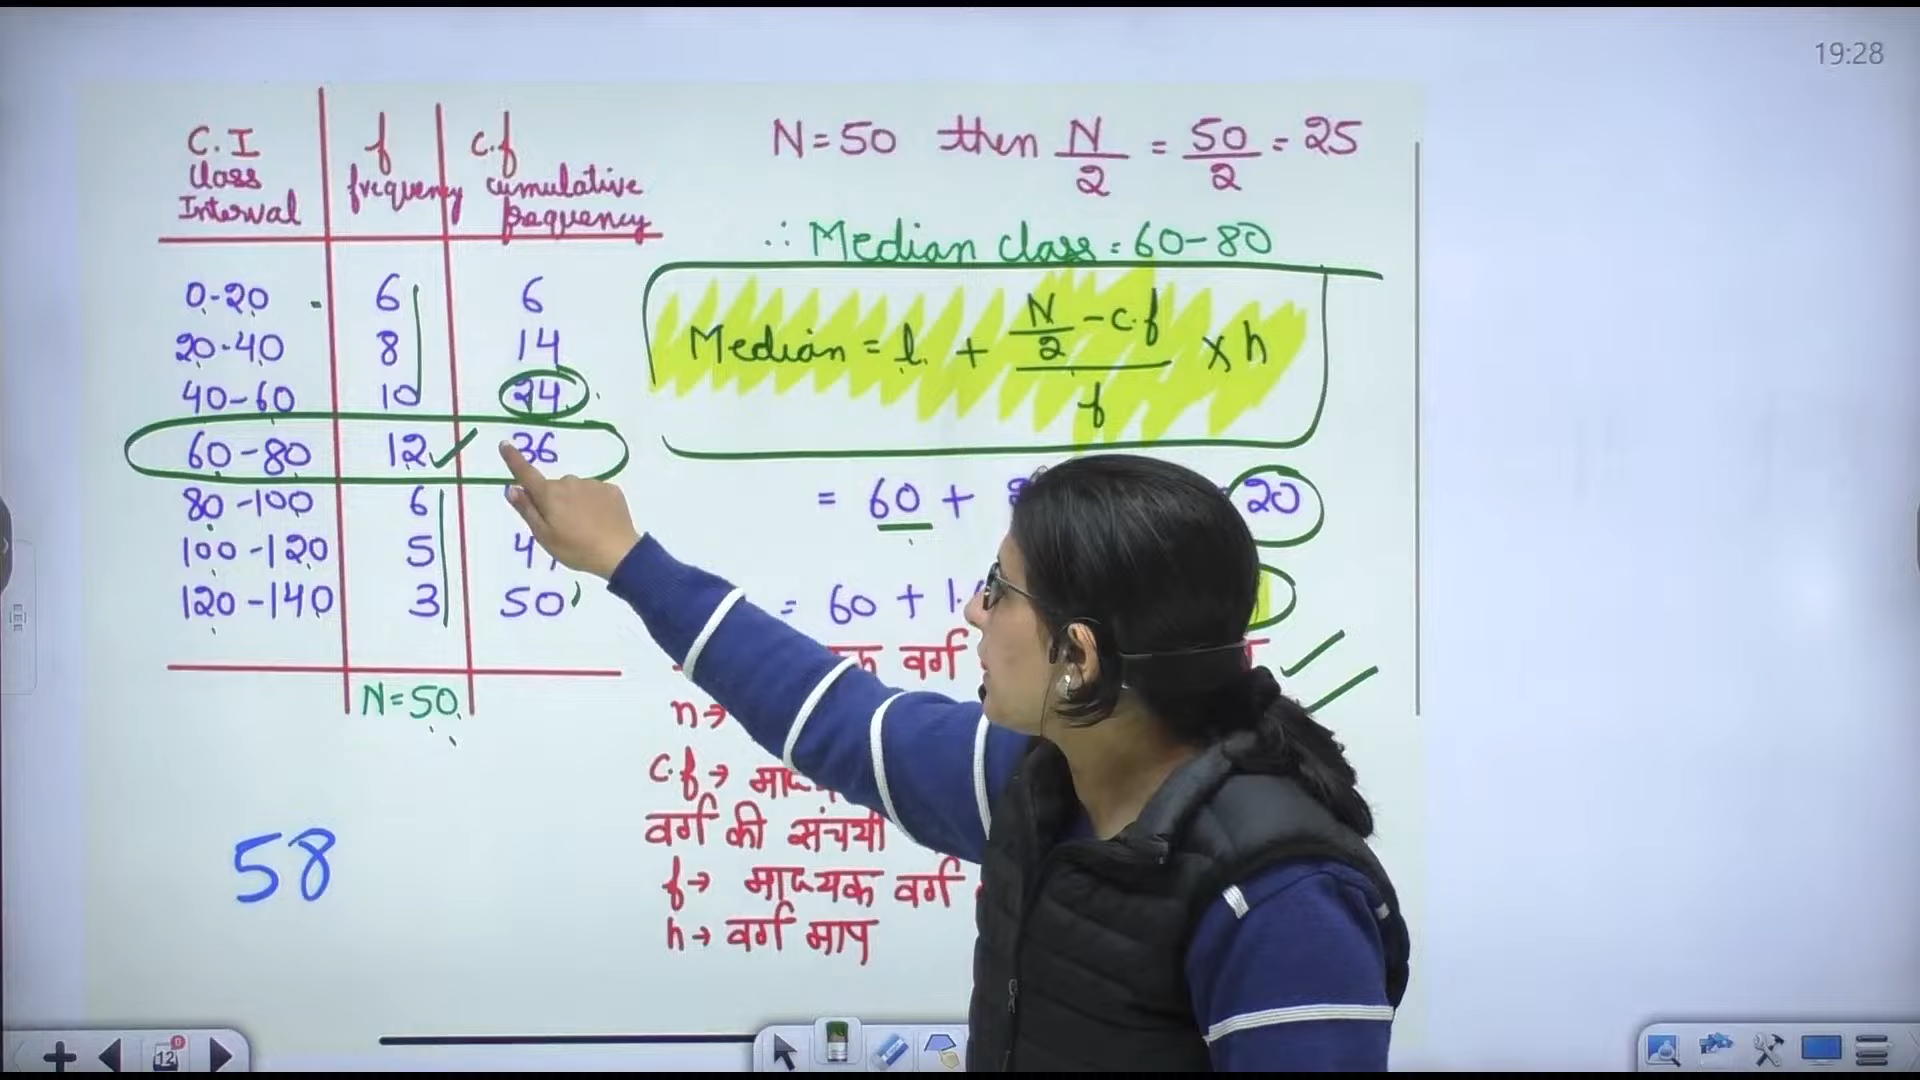 19:28
C.I f c.f
Class frequency cumulative
Interval frequency
0-20 6 6
20-40 8 14
40-60 10 24
60-80 12 36
80-100 6
100-120 5 4
120-140 3 50
N=50
58
N=50 then N/2 = 50/2 = 25
∴ Median class = 60-80
Median = l + (N/2 - c.f)/f × h
= 60 + 20
= 60 + 1.
वर्ग
n→
c.f→
वर्ग की संचयी
f→ माध्यक वर्ग
h→ वर्ग माप
12
0